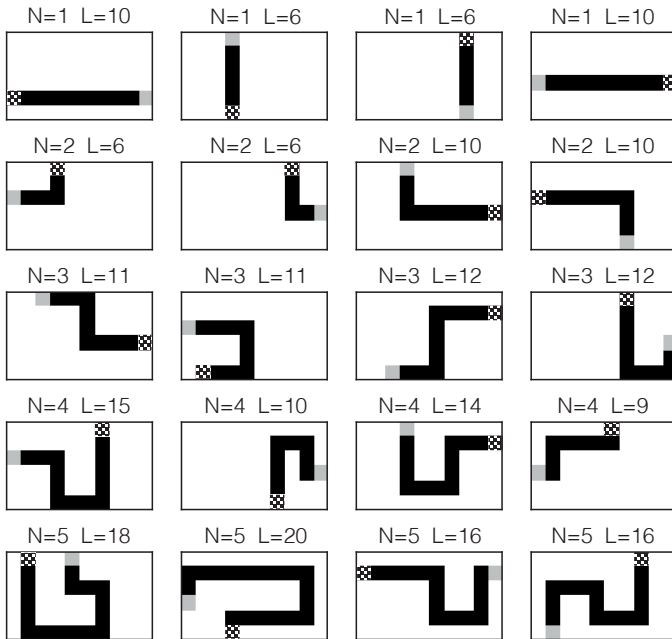 N=1 L=10 N=1 L=6 N=1 L=6 N=1 L=10
N=2 L=6 N=2 L=6 N=2 L=10 N=2 L=10
N=3 L=11 N=3 L=11 N=3 L=12 N=3 L=12
N=4 L=15 N=4 L=10 N=4 L=14 N=4 L=9
N=5 L=18 N=5 L=20 N=5 L=16 N=5 L=16